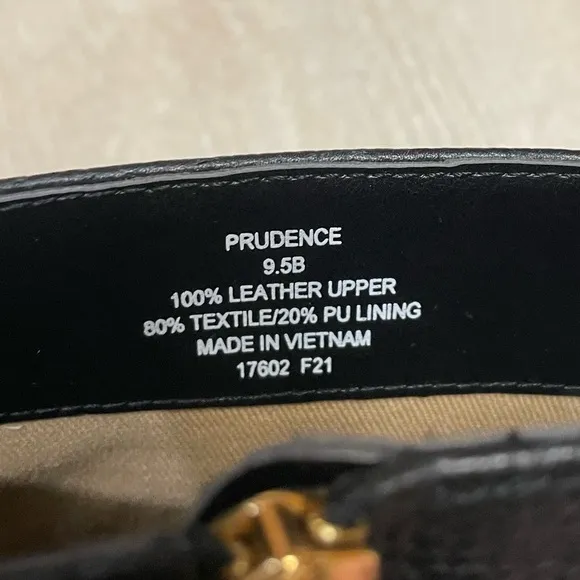 PRUDENCE
9.5B
100% LEATHER UPPER
80% TEXTILE/20% PU LINING
MADE IN VIETNAM
17602 F21